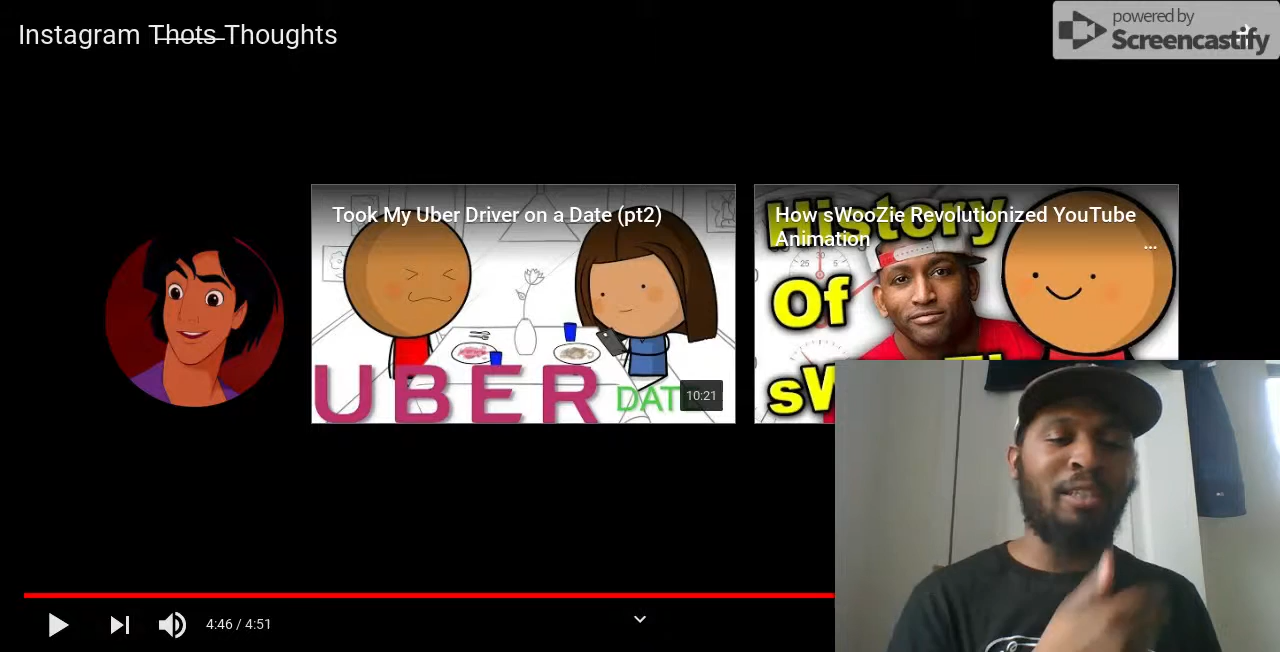 Instagram Thots Thoughts
powered by
Screencastify
Took My Uber Driver on a Date (pt2)
UBER
DAT
10:21
How sWooZie Revolutionized YouTube
Animation
...
History
Of
4:46 / 4:51